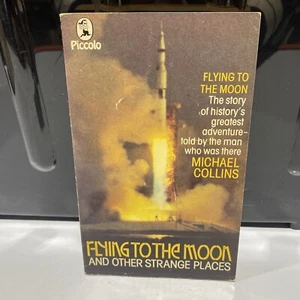 Piccolo
FLYING TO
THE MOON
The story
of history's
greatest
adventure–
told by the man
who was there
MICHAEL
COLLINS
FLYING TO THE MOON
AND OTHER STRANGE PLACES